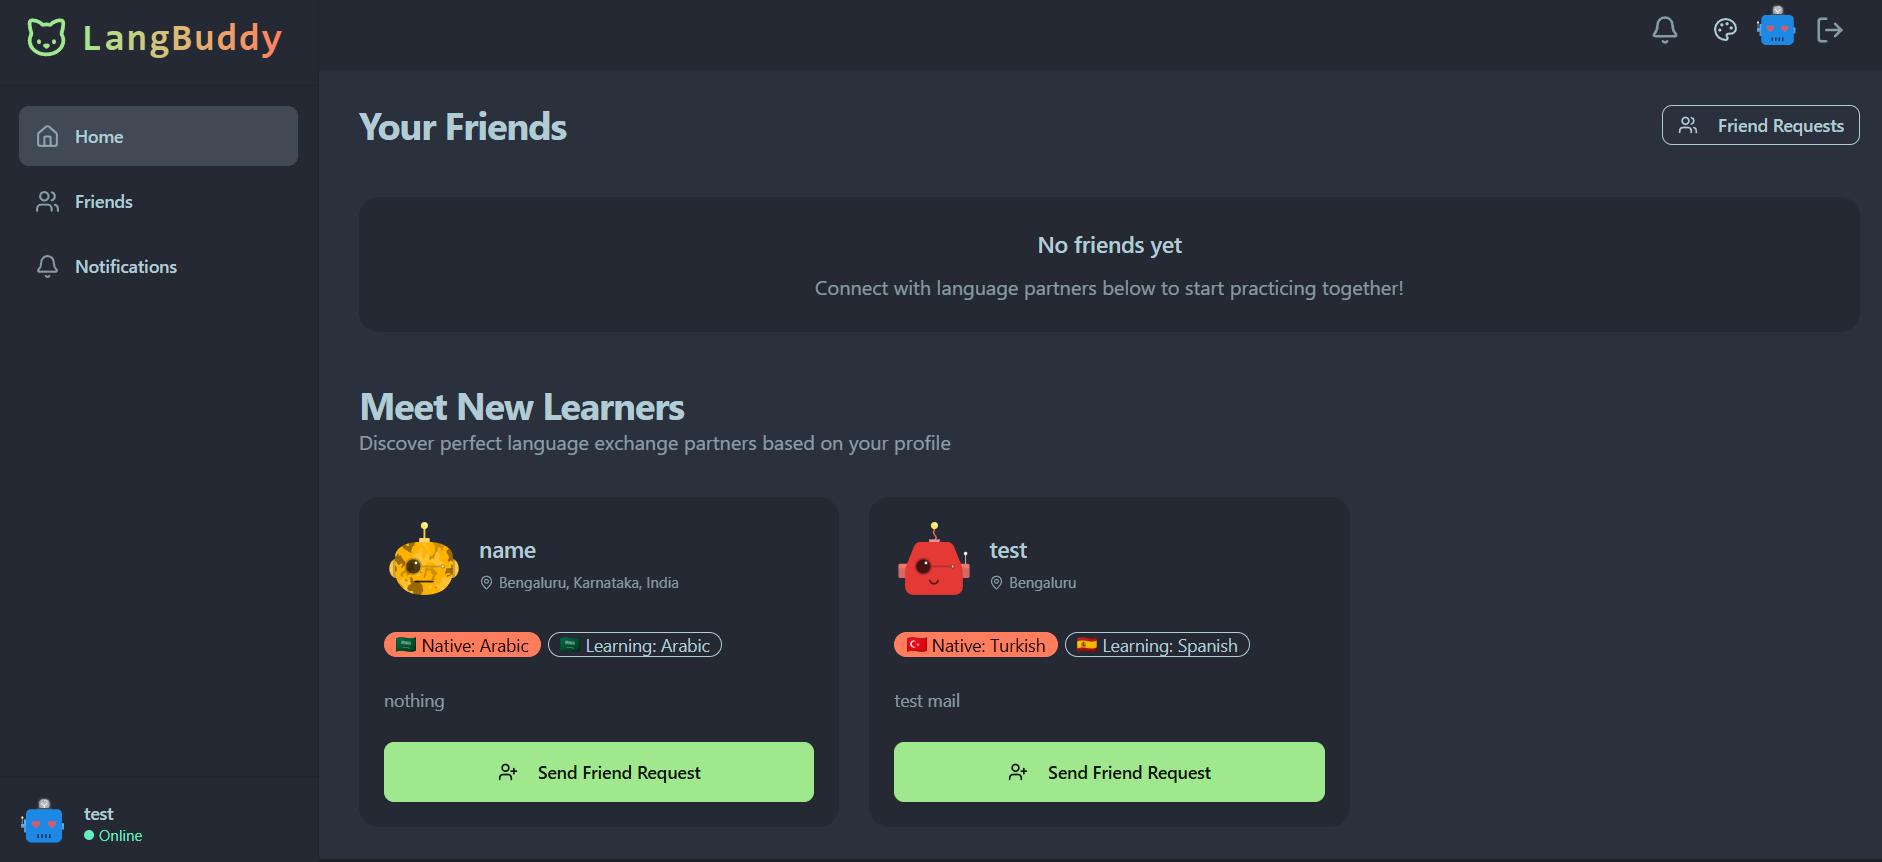 LangBuddy
Home
Friends
Notifications
test
Online
Your Friends
Friend Requests
No friends yet
Connect with language partners below to start practicing together!
Meet New Learners
Discover perfect language exchange partners based on your profile
name
Bengaluru, Karnataka, India
Native: Arabic
Learning: Arabic
nothing
Send Friend Request
test
Bengaluru
Native: Turkish
Learning: Spanish
test mail
Send Friend Request